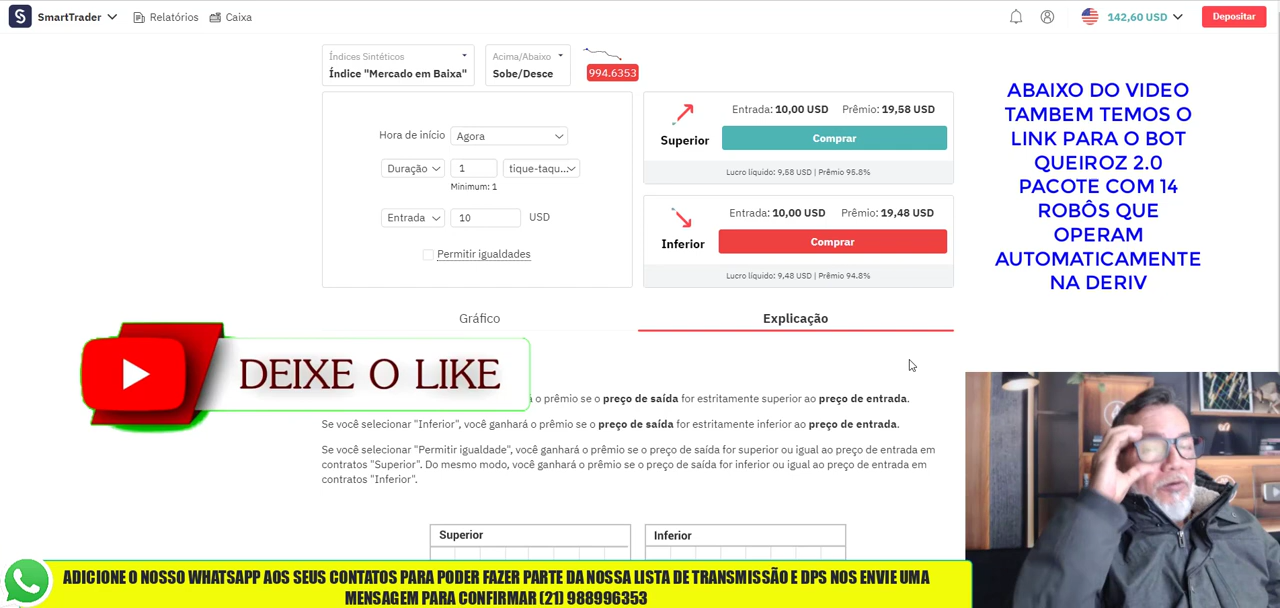 SmartTrader
Relatórios
Caixa
142,60 USD
Depositar
Índices Sintéticos
Índice "Mercado em Baixa"
Acima/Abaixo
Sobe/Desce
994.6353
Hora de início
Agora
Duração
1
tique-taqu...
Minimum: 1
Entrada
10
USD
Permitir igualdades
Superior
Entrada: 10,00 USD
Prêmio: 19,58 USD
Comprar
Lucro líquido: 9,58 USD | Prêmio 95.8%
Inferior
Entrada: 10,00 USD
Prêmio: 19,48 USD
Comprar
Lucro líquido: 9,48 USD | Prêmio 94.8%
ABAIXO DO VIDEO
TAMBEM TEMOS O
LINK PARA O BOT
QUEIROZ 2.0
PACOTE COM 14
ROBÔS QUE
OPERAM
AUTOMATICAMENTE
NA DERIV
Gráfico
Explicação
DEIXE O LIKE
o prêmio se o preço de saída for estritamente superior ao preço de entrada.
Se você selecionar "Inferior", você ganhará o prêmio se o preço de saída for estritamente inferior ao preço de entrada.
Se você selecionar "Permitir igualdade", você ganhará o prêmio se o preço de saída for superior ou igual ao preço de entrada em
contratos "Superior". Do mesmo modo, você ganhará o prêmio se o preço de saída for inferior ou igual ao preço de entrada em
contratos "Inferior".
Superior
Inferior
ADICIONE O NOSSO WHATSAPP AOS SEUS CONTATOS PARA PODER FAZER PARTE DA NOSSA LISTA DE TRANSMISSÃO E DPS NOS ENVIE UMA
MENSAGEM PARA CONFIRMAR (21) 988996353